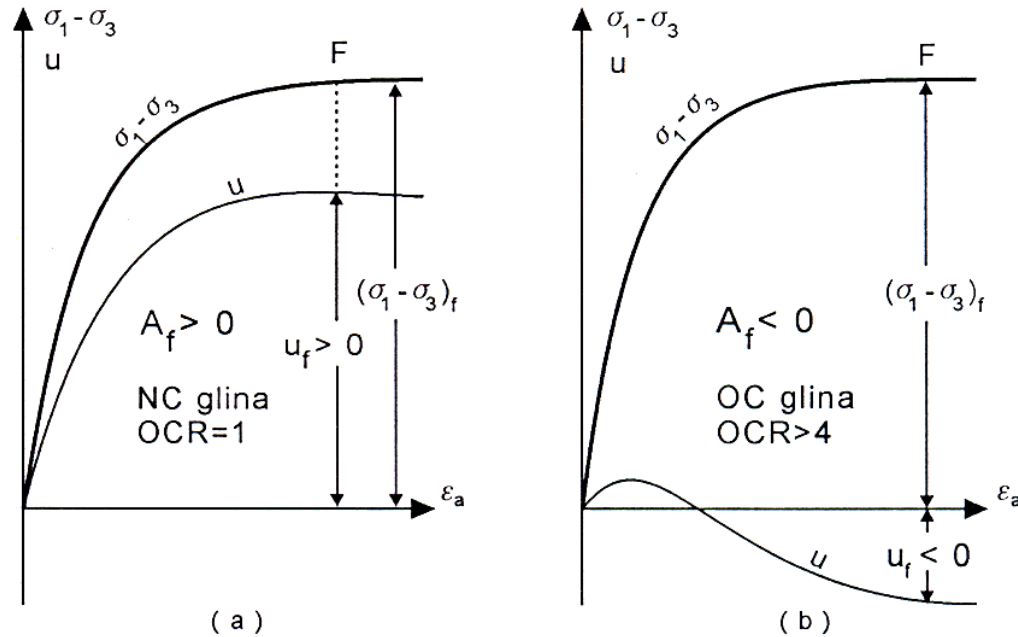 σ₁ - σ₃
u
F
σ₁ - σ₃
u
(σ₁ - σ₃)f
Af > 0
uf > 0
NC glina
OCR=1
εa
( a )
σ₁ - σ₃
u
F
σ₁ - σ₃
(σ₁ - σ₃)f
Af < 0
OC glina
OCR>4
εa
u
uf < 0
( b )